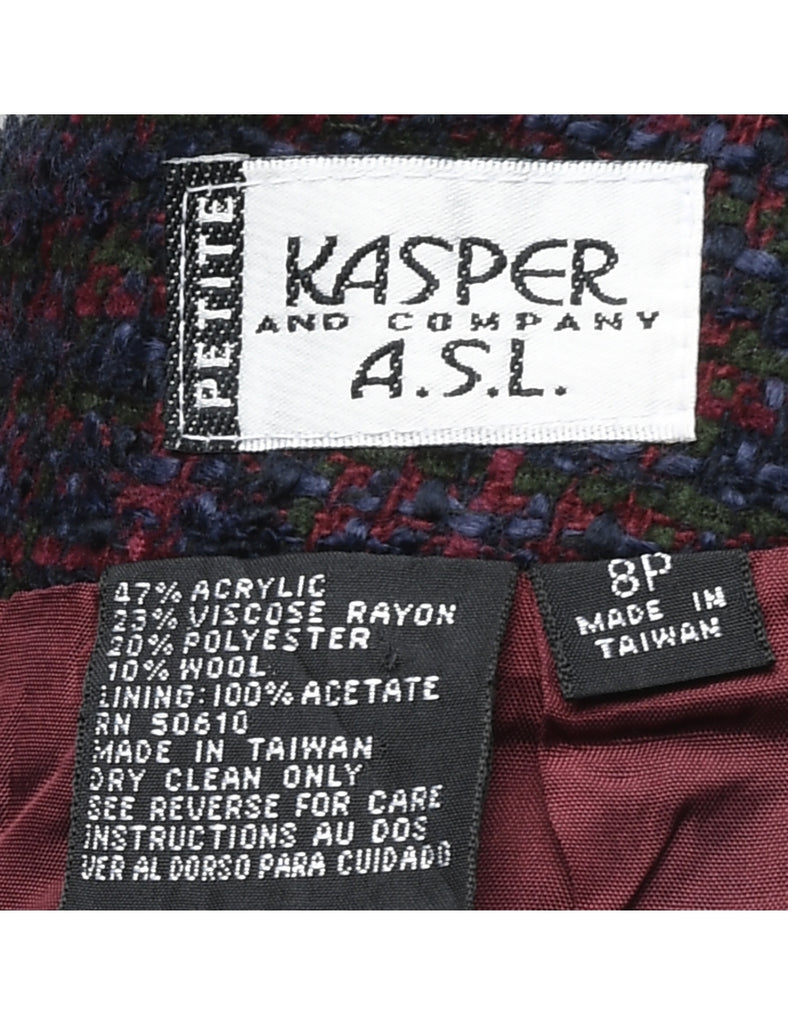 PETITE
KASPER
AND COMPANY
A.S.L.
47% ACRYLIC
23% VISCOSE RAYON
20% POLYESTER
10% WOOL
LINING:100% ACETATE
RN 50610
MADE IN TAIWAN
DRY CLEAN ONLY
SEE REVERSE FOR CARE
INSTRUCTIONS AU DOS
VER AL DORSO PARA CUIDADO
8P
MADE IN
TAIWAN